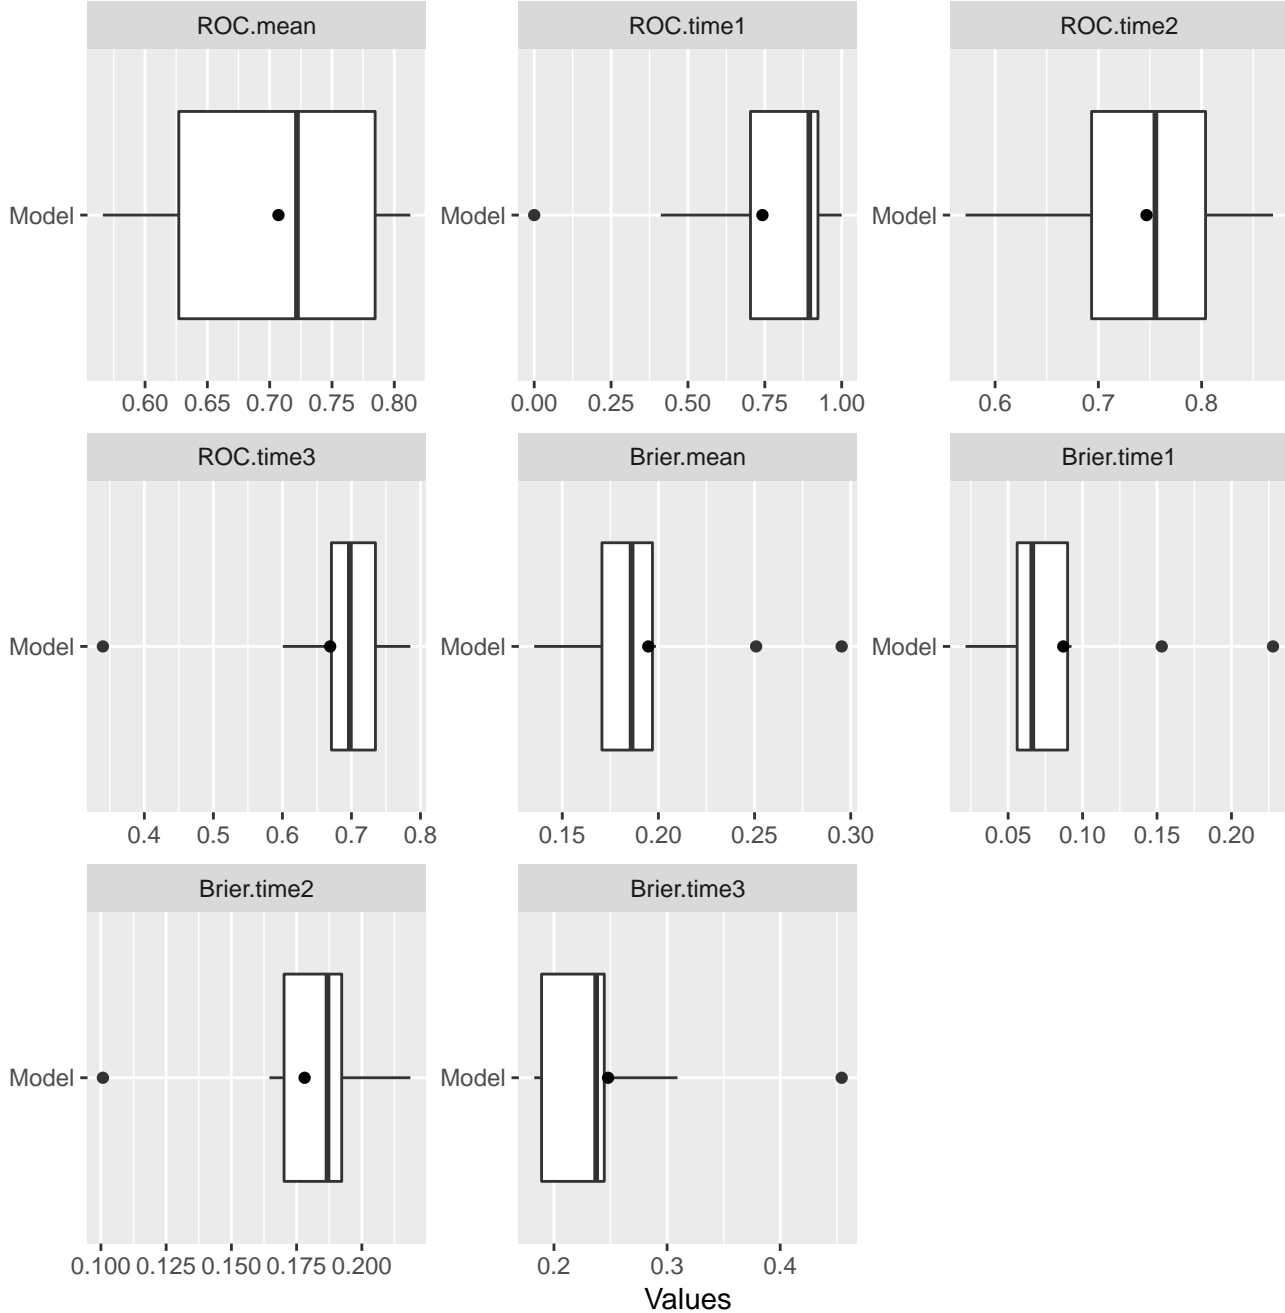 ROC.mean
ROC.time1
ROC.time2
Model
Model
Model
0.60 0.65 0.70 0.75 0.80
0.00 0.25 0.50 0.75 1.00
0.6 0.7 0.8
ROC.time3
Brier.mean
Brier.time1
Model
Model
Model
0.4 0.5 0.6 0.7 0.8
0.15 0.20 0.25 0.30
0.05 0.10 0.15 0.20
Brier.time2
Brier.time3
Model
Model
0.100 0.125 0.150 0.175 0.200
0.2 0.3 0.4
Values